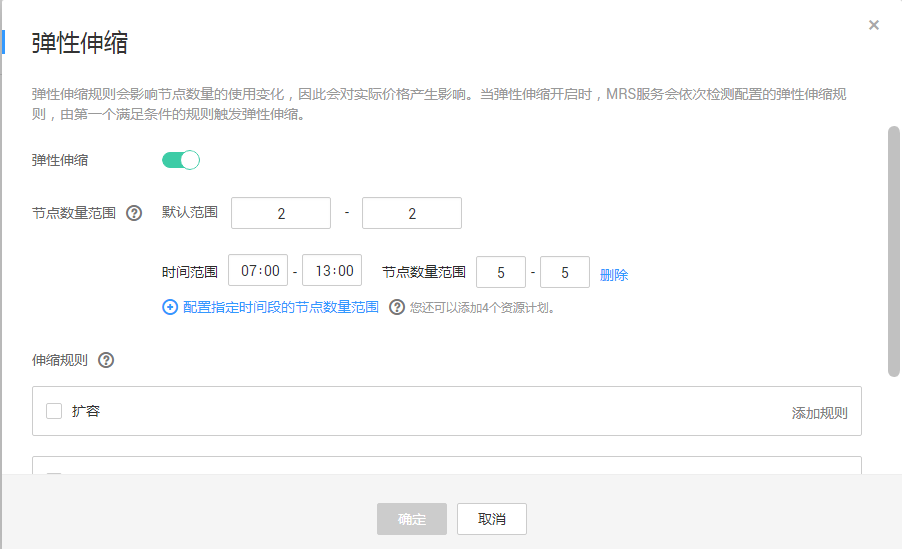 弹性伸缩
弹性伸缩规则会影响节点数量的使用变化，因此会对实际价格产生影响。当弹性伸缩开启时，MRS服务会依次检测配置的弹性伸缩规
则，由第一个满足条件的规则触发弹性伸缩。
弹性伸缩
节点数量范围 ? 默认范围 2 - 2
时间范围 07:00 - 13:00 节点数量范围 5 - 5 删除
配置指定时间段的节点数量范围 ? 您还可以添加4个资源计划。
伸缩规则 ?
扩容 添加规则
确定 取消